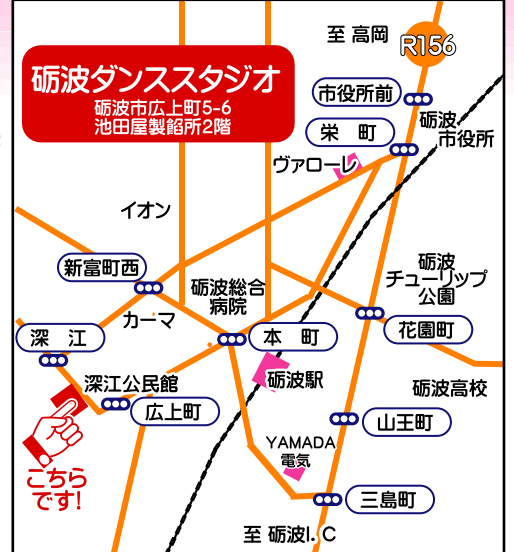 至 高岡
R156
砺波ダンススタジオ
砺波市広上町5-6
池田屋製餡所2階
市役所前
砺波
市役所
栄 町
ヴァローレ
イオン
新富町西
砺波総合
病院
砺波
チューリップ
公園
カーマ
深 江
本 町
花園町
砺波駅
深江公民館
砺波高校
広上町
山王町
YAMADA
電気
こちら
です!
三島町
至 砺波I.C